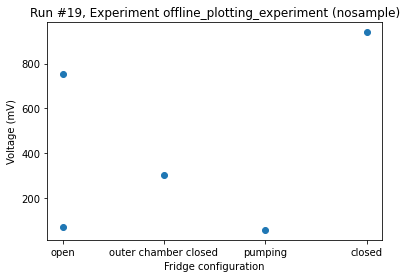 Run #19, Experiment offline_plotting_experiment (nosample)
Voltage (mV)
800
600
400
200
open
outer chamber closed
pumping
closed
Fridge configuration